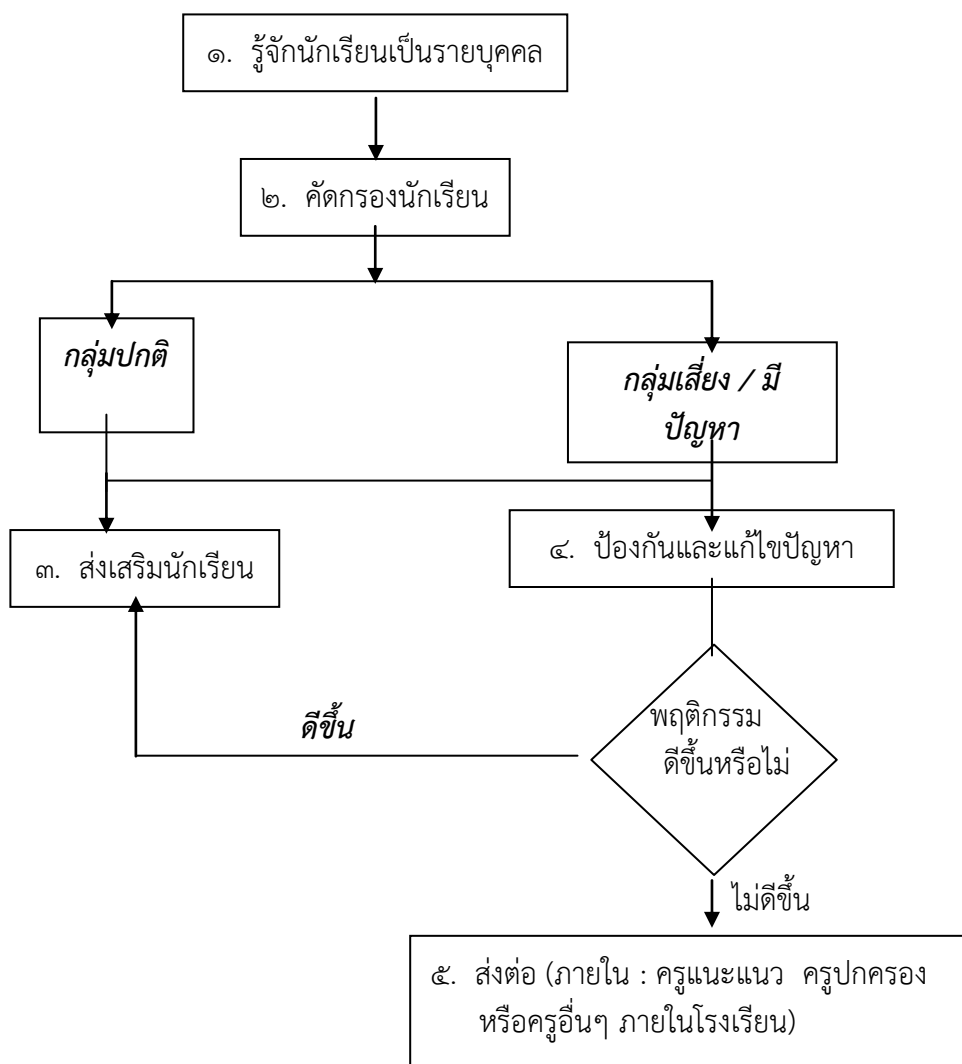 ๑. รู้จักนักเรียนเป็นรายบุคคล
๒. คัดกรองนักเรียน
กลุ่มปกติ
กลุ่มเสี่ยง / มี
ปัญหา
๓. ส่งเสริมนักเรียน
๔. ป้องกันและแก้ไขปัญหา
ดีขึ้น
พฤติกรรม
ดีขึ้นหรือไม่
ไม่ดีขึ้น
๕. ส่งต่อ (ภายใน : ครูแนะแนว ครูปกครอง
หรือครูอื่นๆ ภายในโรงเรียน)